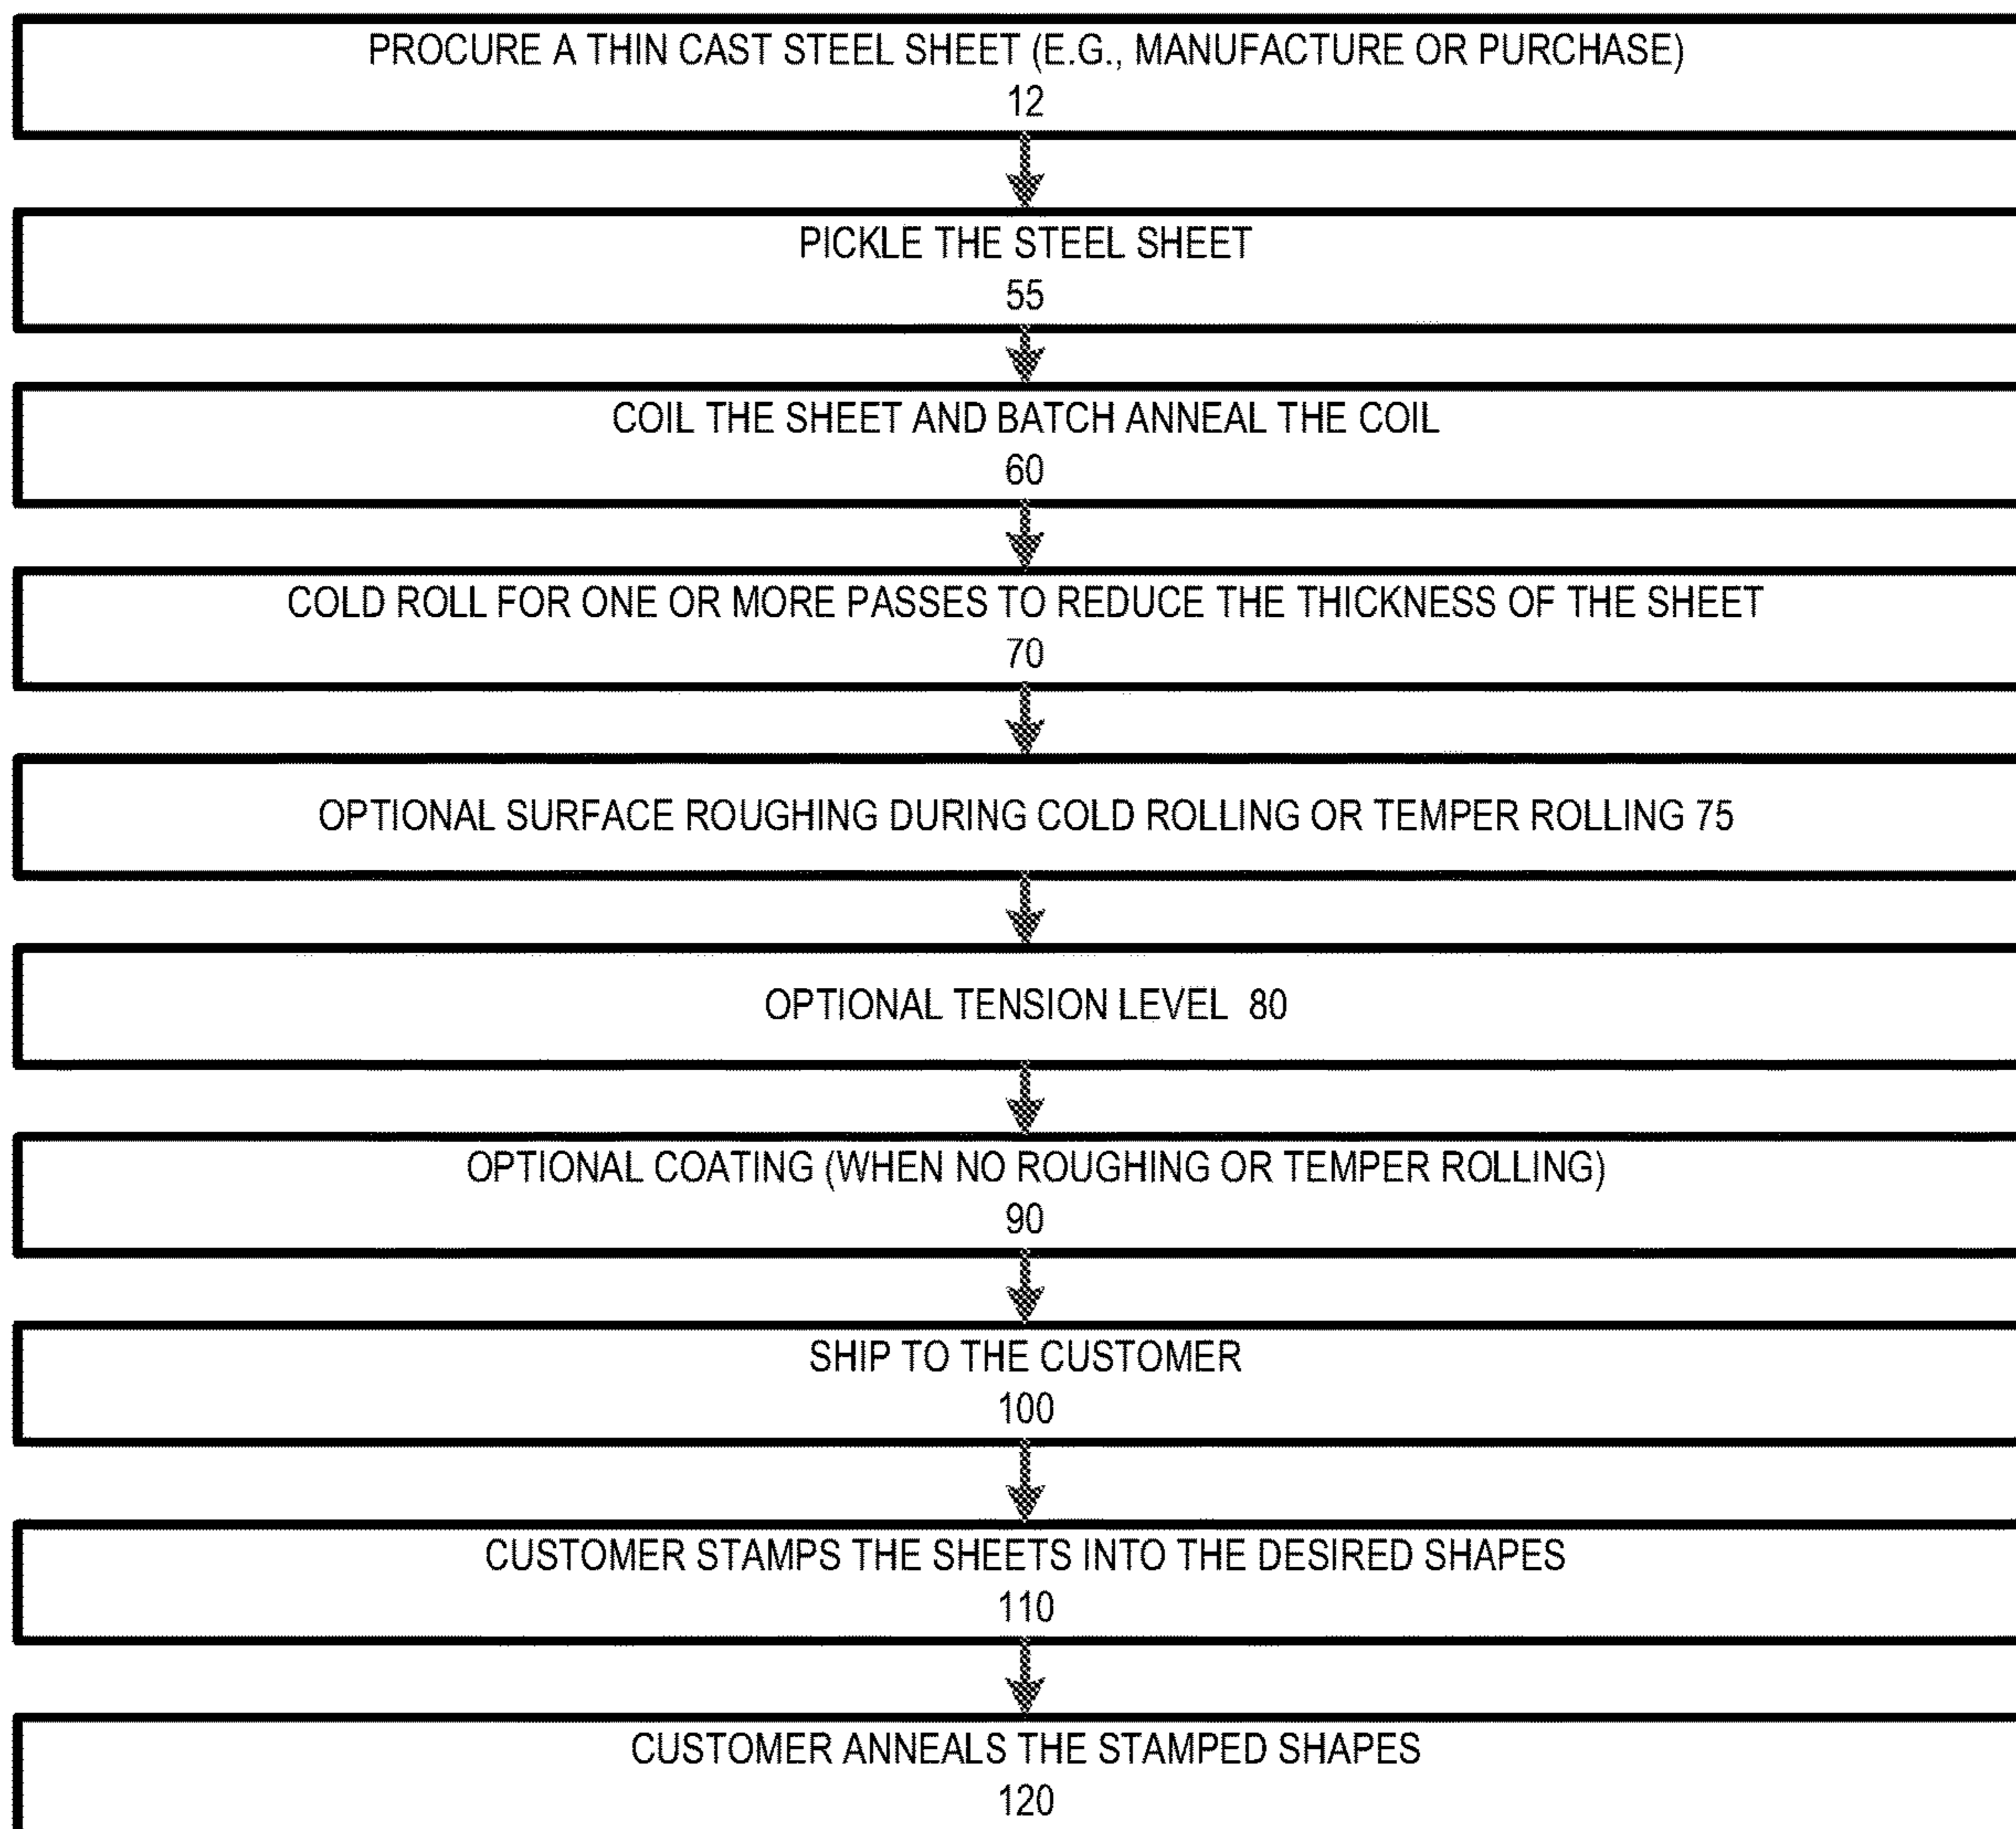 PROCURE A THIN CAST STEEL SHEET (E.G., MANUFACTURE OR PURCHASE)
12
PICKLE THE STEEL SHEET
55
COIL THE SHEET AND BATCH ANNEAL THE COIL
60
COLD ROLL FOR ONE OR MORE PASSES TO REDUCE THE THICKNESS OF THE SHEET
70
OPTIONAL SURFACE ROUGHING DURING COLD ROLLING OR TEMPER ROLLING 75
OPTIONAL TENSION LEVEL 80
OPTIONAL COATING (WHEN NO ROUGHING OR TEMPER ROLLING)
90
SHIP TO THE CUSTOMER
100
CUSTOMER STAMPS THE SHEETS INTO THE DESIRED SHAPES
110
CUSTOMER ANNEALS THE STAMPED SHAPES
120